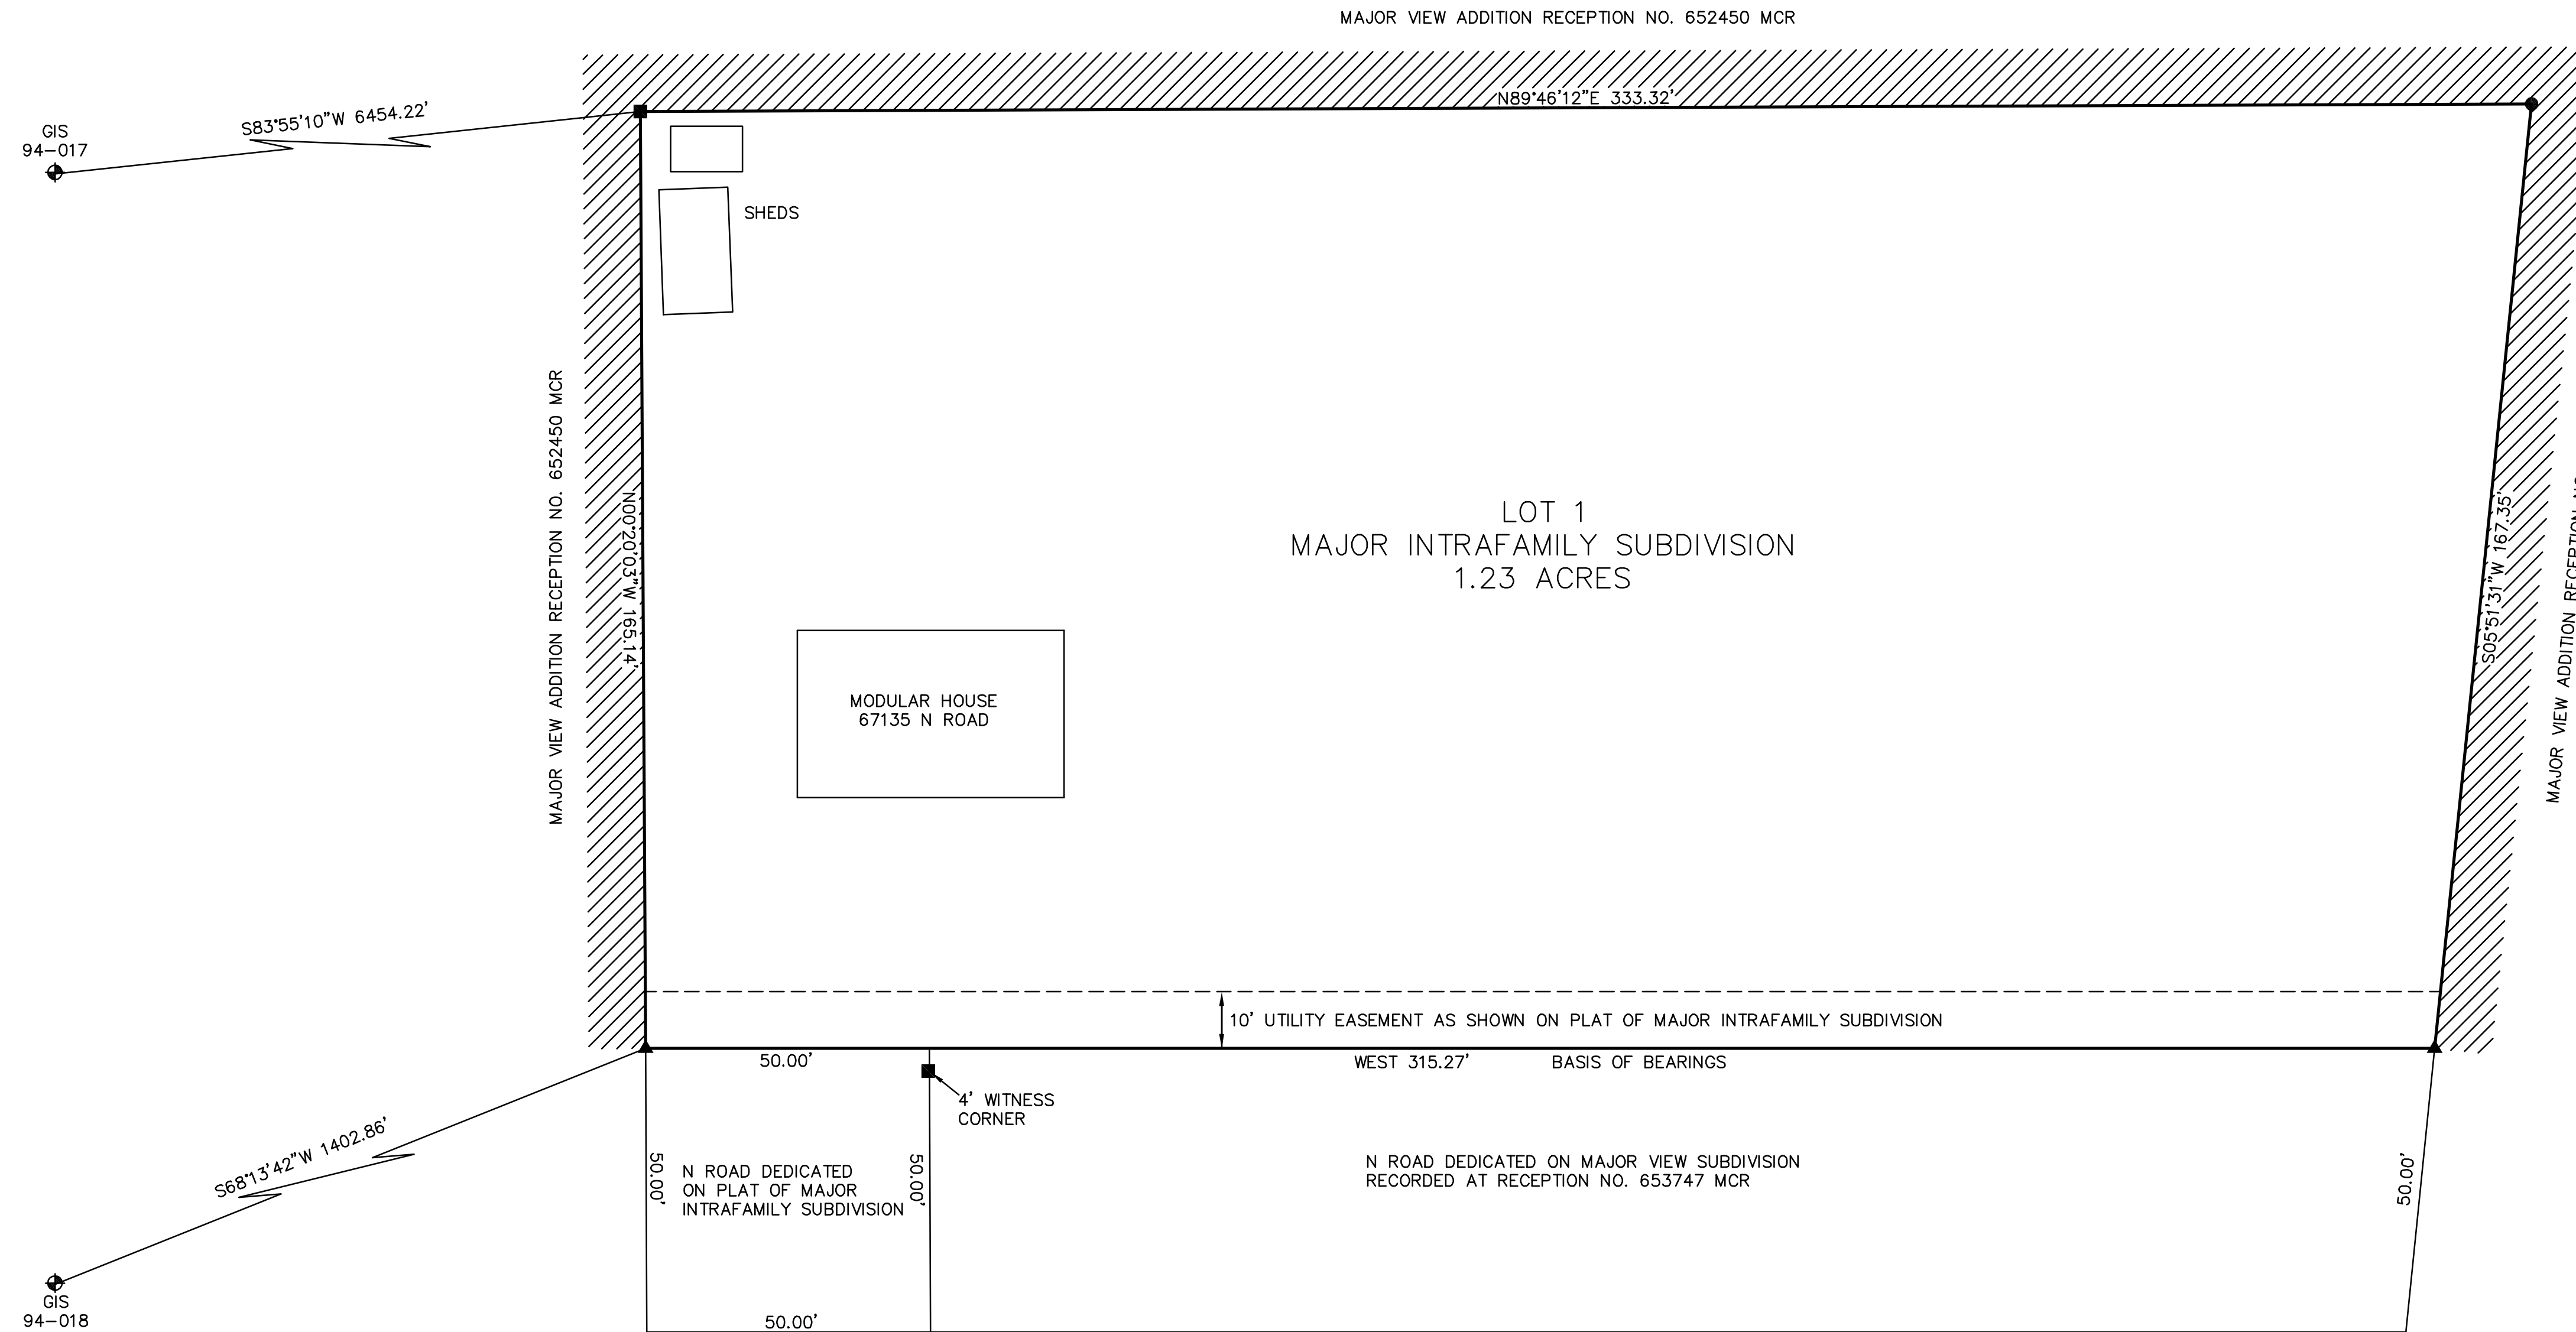 MAJOR VIEW ADDITION RECEPTION NO. 652450 MCR
N89°46'12"E 333.32'
S83°55'10"W 6454.22'
GIS
94-017
SHEDS
MAJOR VIEW ADDITION RECEPTION NO. 652450 MCR
N00°20'03"W 165.14'
LOT 1
MAJOR INTRAFAMILY SUBDIVISION
1.23 ACRES
S05°51'31"W 167.35'
MAJOR VIEW ADDITION RECEPTION NO.
MODULAR HOUSE
67135 N ROAD
10' UTILITY EASEMENT AS SHOWN ON PLAT OF MAJOR INTRAFAMILY SUBDIVISION
50.00'
WEST 315.27' BASIS OF BEARINGS
4' WITNESS
CORNER
S68°13'42"W 1402.86'
50.00'
N ROAD DEDICATED
ON PLAT OF MAJOR
INTRAFAMILY SUBDIVISION
50.00'
N ROAD DEDICATED ON MAJOR VIEW SUBDIVISION
RECORDED AT RECEPTION NO. 653747 MCR
50.00'
GIS
94-018
50.00'